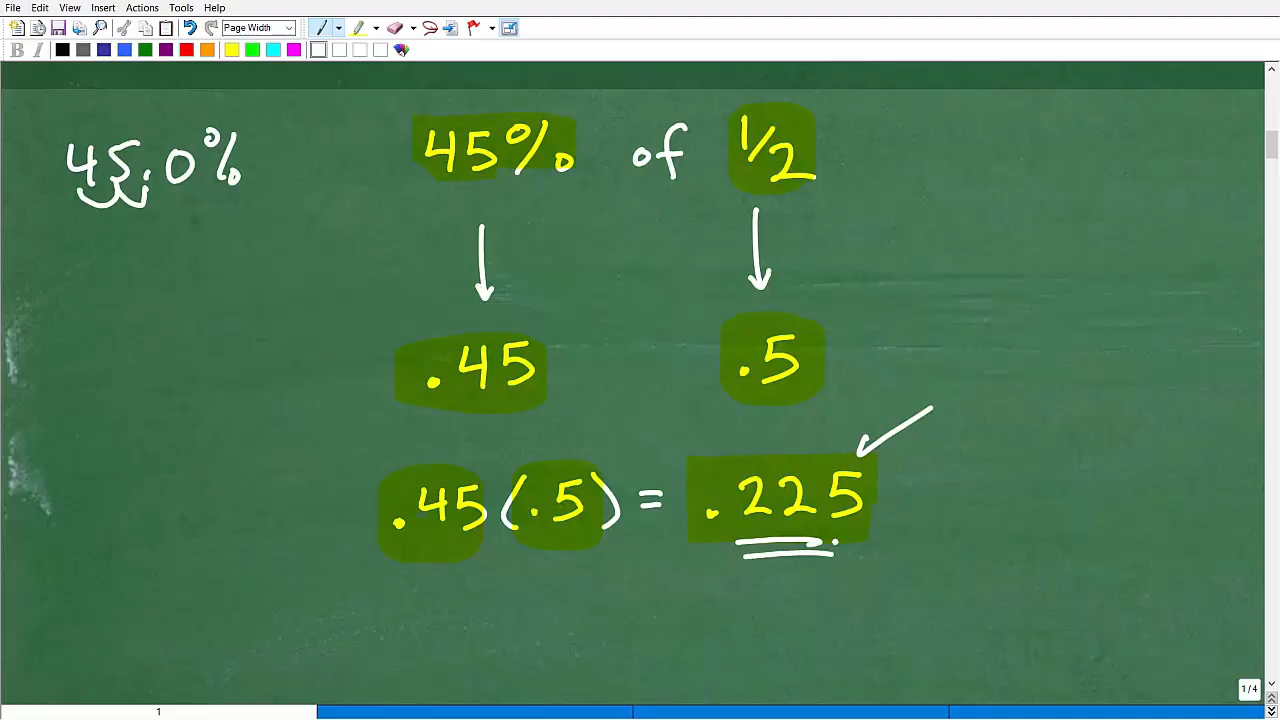 File Edit View Insert Actions Tools Help
Page Width
B I
45.0% 45% of 1/2
.45 .5
.45(.5) = .225
1/4
1